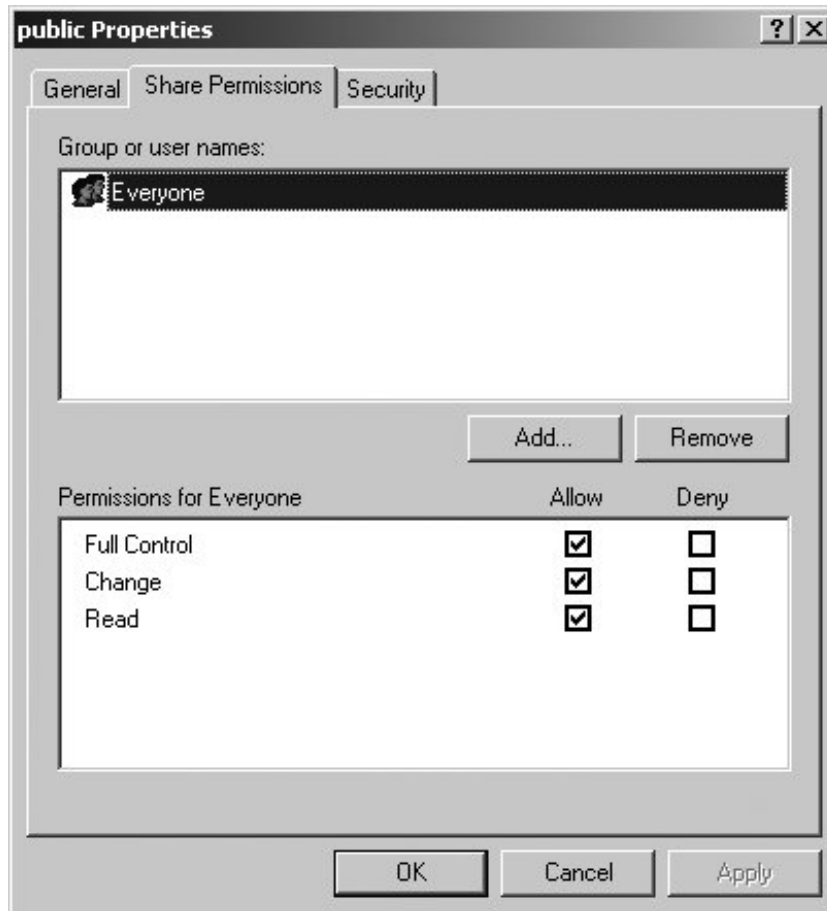 public Properties
General Share Permissions Security
Group or user names:
Everyone
Add... Remove
Permissions for Everyone Allow Deny
Full Control
Change
Read
OK Cancel Apply